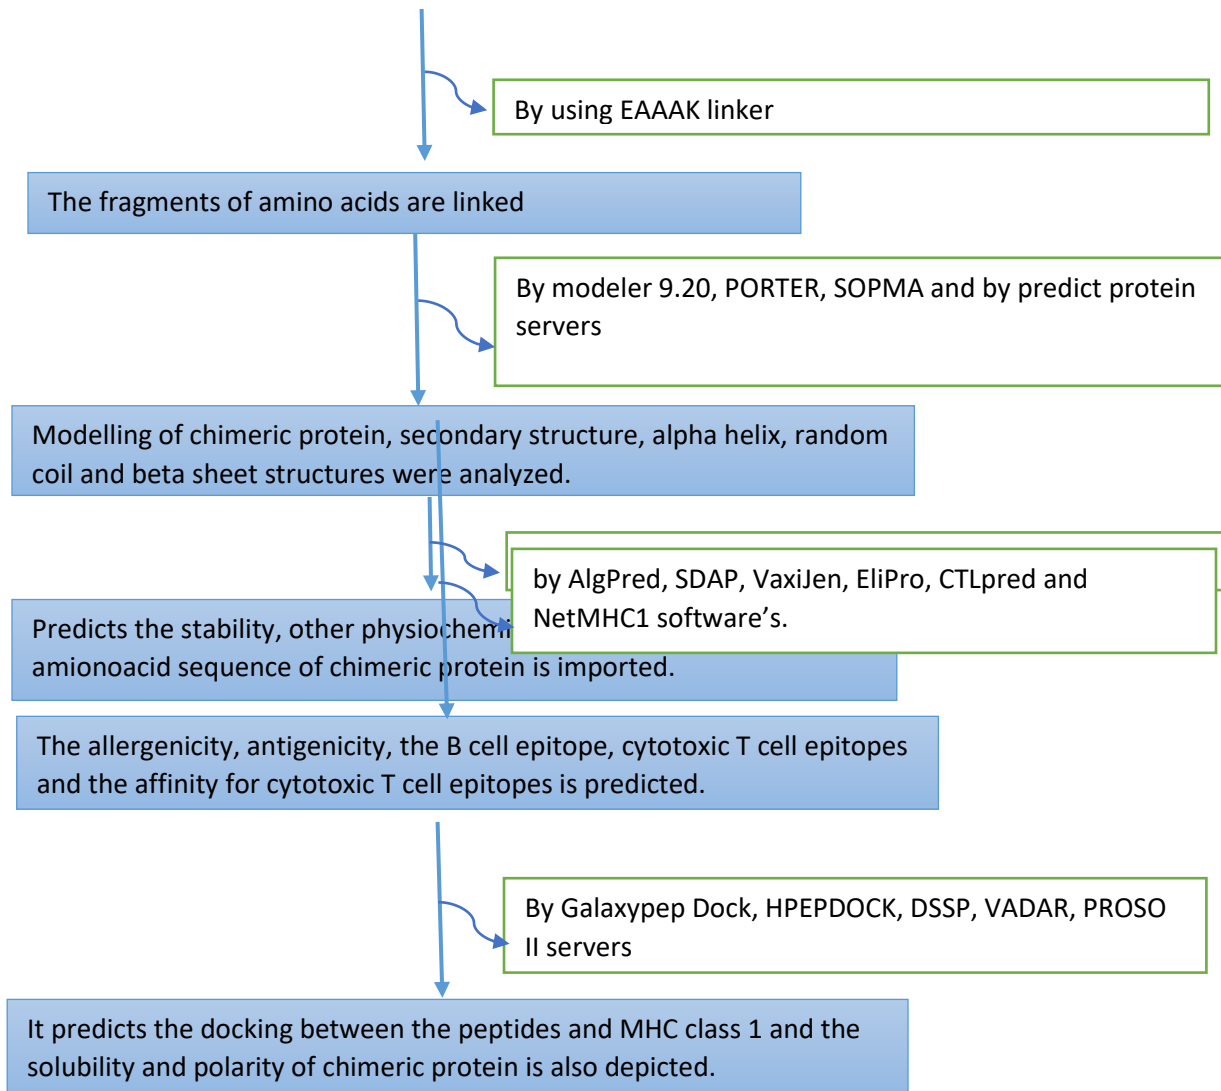 By using EAAAK linker
The fragments of amino acids are linked
By modeler 9.20, PORTER, SOPMA and by predict protein
servers
Modelling of chimeric protein, secondary structure, alpha helix, random
coil and beta sheet structures were analyzed.
by AlgPred, SDAP, VaxiJen, EliPro, CTLpred and
NetMHC1 software’s.
Predicts the stability, other physiochemi
amionoacid sequence of chimeric protein is imported.
The allergenicity, antigenicity, the B cell epitope, cytotoxic T cell epitopes
and the affinity for cytotoxic T cell epitopes is predicted.
By Galaxypep Dock, HPEPDOCK, DSSP, VADAR, PROSO
II servers
It predicts the docking between the peptides and MHC class 1 and the
solubility and polarity of chimeric protein is also depicted.